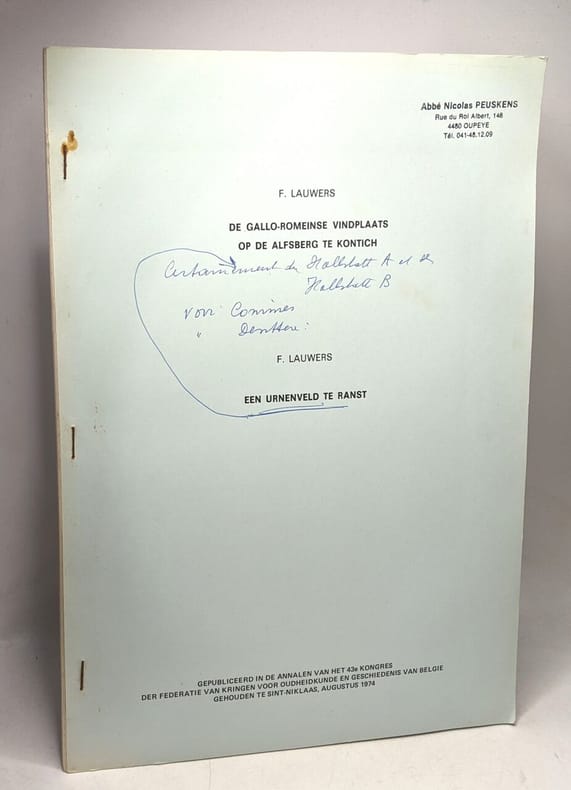 Abbé Nicolas PEUSKENS
Rue du Roi Albert, 148
4480 OUPEYE
Tél. 041-48.12.09
F. LAUWERS
DE GALLO-ROMEINSE VINDPLAATS
OP DE ALFSBERG TE KONTICH
Certainement du Hallstatt A et
Hallstatt B
voir Comines
" 
F. LAUWERS
EEN URNENVELD TE RANST
GEPUBLICEERD IN DE ANNALEN VAN HET 43e KONGRES
DER FEDERATIE VAN KRINGEN VOOR OUDHEIDKUNDE EN GESCHIEDENIS VAN BELGIE
GEHOUDEN TE SINT-NIKLAAS, AUGUSTUS 1974